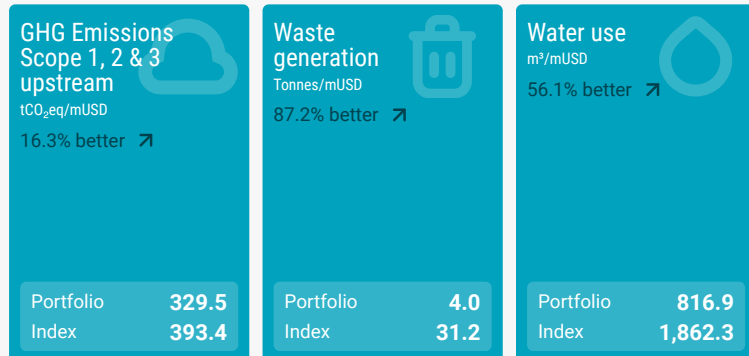 GHG Emissions
Scope 1, 2 & 3
upstream
tCO₂eq/mUSD
16.3% better
Portfolio 329.5
Index 393.4
Waste
generation
Tonnes/mUSD
87.2% better
Portfolio 4.0
Index 31.2
Water use
m³/mUSD
56.1% better
Portfolio 816.9
Index 1,862.3